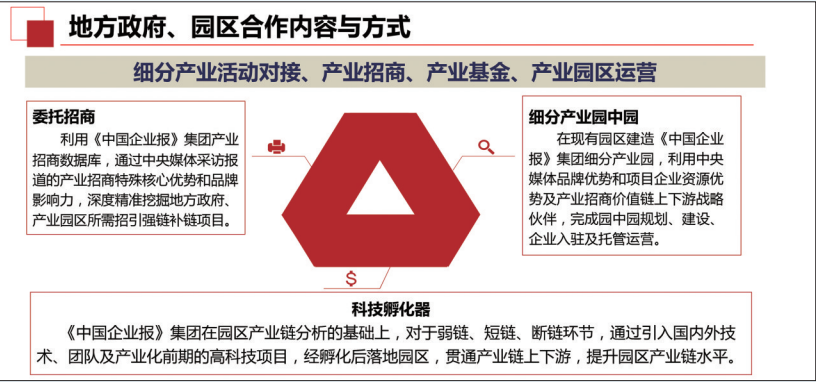 地方政府、园区合作内容与方式
细分产业活动对接、产业招商、产业基金、产业园区运营
委托招商
利用《中国企业报》集团产业
招商数据库，通过中央媒体采访报
道的产业招商特殊核心优势和品牌
影响力，深度精准挖掘地方政府、
产业园区所需招引强链补链项目。
细分产业园中园
在现有园区建造《中国企业
报》集团细分产业园，利用中央
媒体品牌优势和项目企业资源优
势及产业招商价值链上下游战略
伙伴，完成园中园规划、建设、
企业入驻及托管运营。
$
科技孵化器
《中国企业报》集团在园区产业链分析的基础上，对于弱链、短链、断链环节，通过引入国内外技
术、团队及产业化前期的高科技项目，经孵化后落地园区，贯通产业链上下游，提升园区产业链水平。